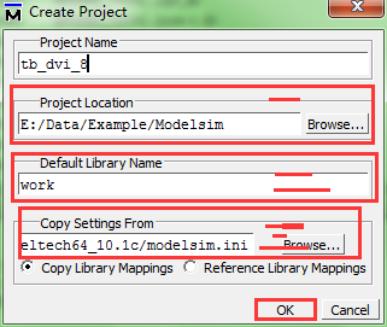 Create Project
Project Name
tb_dvi_8
Project Location
E:/Data/Example/Modelsim
Browse...
Default Library Name
work
Copy Settings From
eltech64_10.1c/modelsim.ini
Browse...
Copy Library Mappings
Reference Library Mappings
OK
Cancel